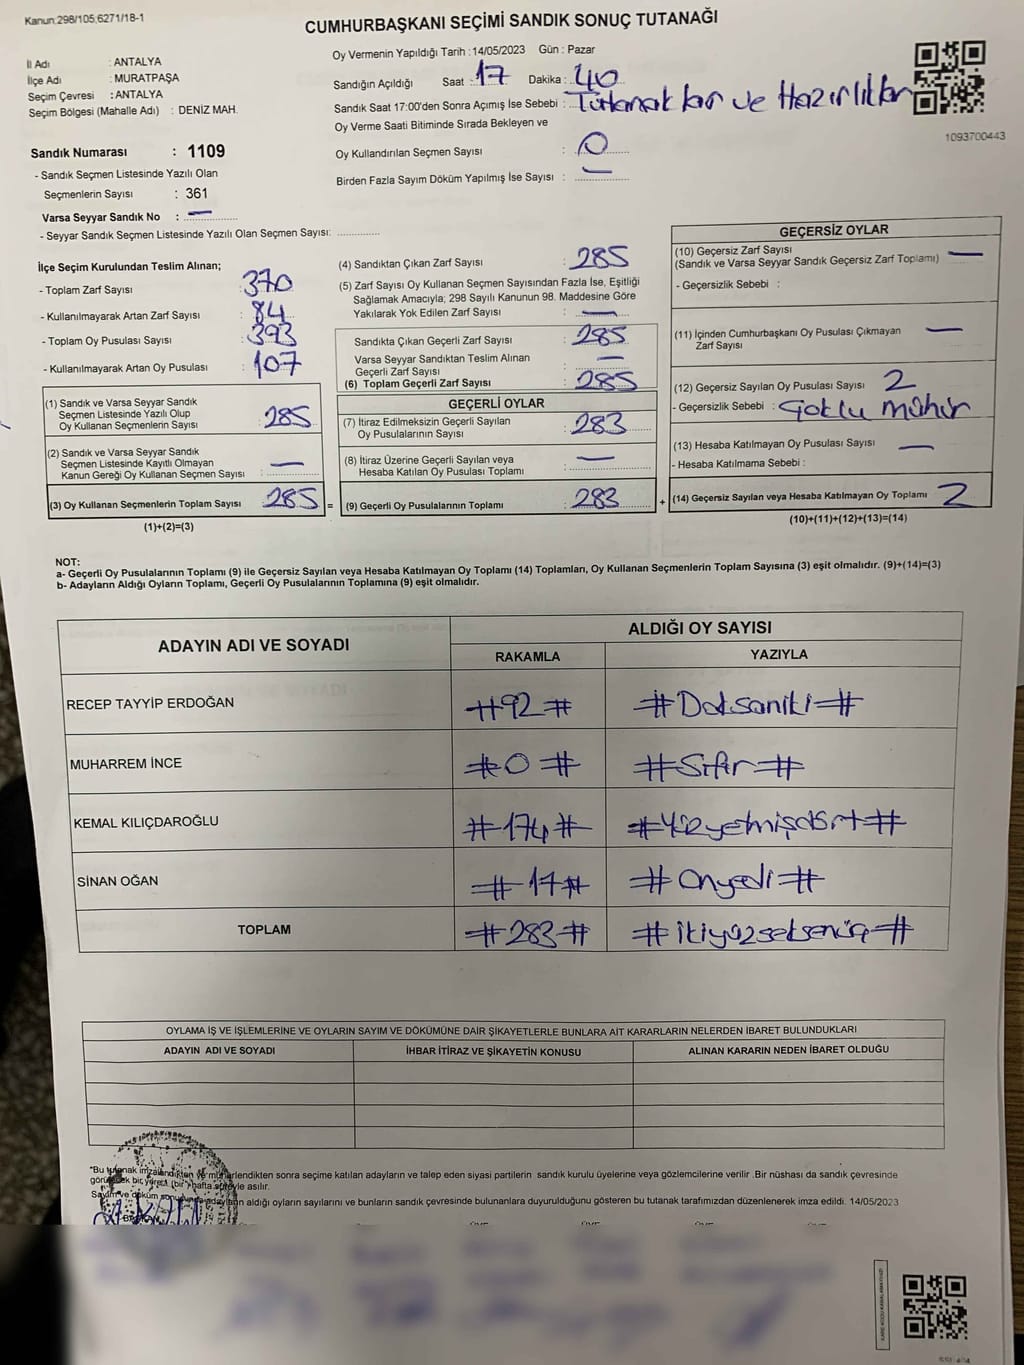 Kanun:298/105;6271/18-1
CUMHURBAŞKANI SEÇİMİ SANDIK SONUÇ TUTANAĞI
İl Adı : ANTALYA
İlçe Adı : MURATPAŞA
Seçim Çevresi : ANTALYA
Seçim Bölgesi (Mahalle Adı) : DENİZ MAH.
Oy Vermenin Yapıldığı Tarih : 14/05/2023 Gün : Pazar
Sandığın Açıldığı Saat : 17 Dakika : 40
Sandık Saat 17:00'den Sonra Açımış İse Sebebi : Tutanaklar ve Hazırlıklar
Oy Verme Saati Bitiminde Sırada Bekleyen ve
Oy Kullandırılan Seçmen Sayısı : 0
Birden Fazla Sayım Döküm Yapılmış İse Sayısı : —
1093700443
Sandık Numarası : 1109
- Sandık Seçmen Listesinde Yazılı Olan
Seçmenlerin Sayısı : 361
Varsa Seyyar Sandık No : —
- Seyyar Sandık Seçmen Listesinde Yazılı Olan Seçmen Sayısı:
İlçe Seçim Kurulundan Teslim Alınan;
- Toplam Zarf Sayısı : 370
- Kullanılmayarak Artan Zarf Sayısı : 84
- Toplam Oy Pusulası Sayısı : 393
- Kullanılmayarak Artan Oy Pusulası : 107
(1) Sandık ve Varsa Seyyar Sandık
Seçmen Listesinde Yazılı Olup
Oy Kullanan Seçmenlerin Sayısı : 285
(2) Sandık ve Varsa Seyyar Sandık
Seçmen Listesinde Kayıtlı Olmayan
Kanun Gereği Oy Kullanan Seçmen Sayısı : —
(3) Oy Kullanan Seçmenlerin Toplam Sayısı : 285 =
(1)+(2)=(3)
(4) Sandıktan Çıkan Zarf Sayısı : 285
(5) Zarf Sayısı Oy Kullanan Seçmen Sayısından Fazla İse, Eşitliği
Sağlamak Amacıyla; 298 Sayılı Kanunun 98. Maddesine Göre
Yakılarak Yok Edilen Zarf Sayısı : —
Sandıkta Çıkan Geçerli Zarf Sayısı : 285
Varsa Seyyar Sandıktan Teslim Alınan
Geçerli Zarf Sayısı : —
(6) Toplam Geçerli Zarf Sayısı : 285
GEÇERLİ OYLAR
(7) İtiraz Edilmeksizin Geçerli Sayılan
Oy Pusulalarının Sayısı : 283
(8) İtiraz Üzerine Geçerli Sayılan veya
Hesaba Katılan Oy Pusulası Toplamı : —
(9) Geçerli Oy Pusulalarının Toplamı : 283 +
GEÇERSİZ OYLAR
(10) Geçersiz Zarf Sayısı
(Sandık ve Varsa Seyyar Sandık Geçersiz Zarf Toplamı) —
- Geçersizlik Sebebi :
(11) İçinden Cumhurbaşkanı Oy Pusulası Çıkmayan
Zarf Sayısı —
(12) Geçersiz Sayılan Oy Pusulası Sayısı 2
- Geçersizlik Sebebi : Çoklu mühür
(13) Hesaba Katılmayan Oy Pusulası Sayısı —
- Hesaba Katılmama Sebebi :
(14) Geçersiz Sayılan veya Hesaba Katılmayan Oy Toplamı 2
(10)+(11)+(12)+(13)=(14)
NOT:
a- Geçerli Oy Pusulalarının Toplamı (9) ile Geçersiz Sayılan veya Hesaba Katılmayan Oy Toplamı (14) Toplamları, Oy Kullanan Seçmenlerin Toplam Sayısına (3) eşit olmalıdır. (9)+(14)=(3)
b- Adayların Aldığı Oyların Toplamı, Geçerli Oy Pusulalarının Toplamına (9) eşit olmalıdır.
ADAYIN ADI VE SOYADI ALDIĞI OY SAYISI
RAKAMLA YAZIYLA
RECEP TAYYİP ERDOĞAN #92# #Doksaniki#
MUHARREM İNCE #0# #Sıfır#
KEMAL KILIÇDAROĞLU #174# #Yüzyetmişdört#
SİNAN OĞAN #17# #Onyedi#
TOPLAM #283# #ikiyüzseksenüç#
OYLAMA İŞ VE İŞLEMLERİNE VE OYLARIN SAYIM VE DÖKÜMÜNE DAİR ŞİKAYETLERLE BUNLARA AİT KARARLARIN NELERDEN İBARET BULUNDUKLARI
ADAYIN ADI VE SOYADI İHBAR İTİRAZ VE ŞİKAYETİN KONUSU ALINAN KARARIN NEDEN İBARET OLDUĞU
"Bu tutanak imzalandıkten ve mühürlendikten sonra seçime katılan adayların ve talep eden siyasi partilerin sandık kurulu üyelerine veya gözlemcilerine verilir .Bir nüshası da sandık çevresinde
görülecek bir yere (bir) hafta süreyle asılır.
Sayım ve döküm aldığı oyların sayılarını ve bunların sandık çevresinde bulunanlara duyurulduğunu gösteren bu tutanak tarafımızdan düzenlenerek imza edildi. 14/05/2023